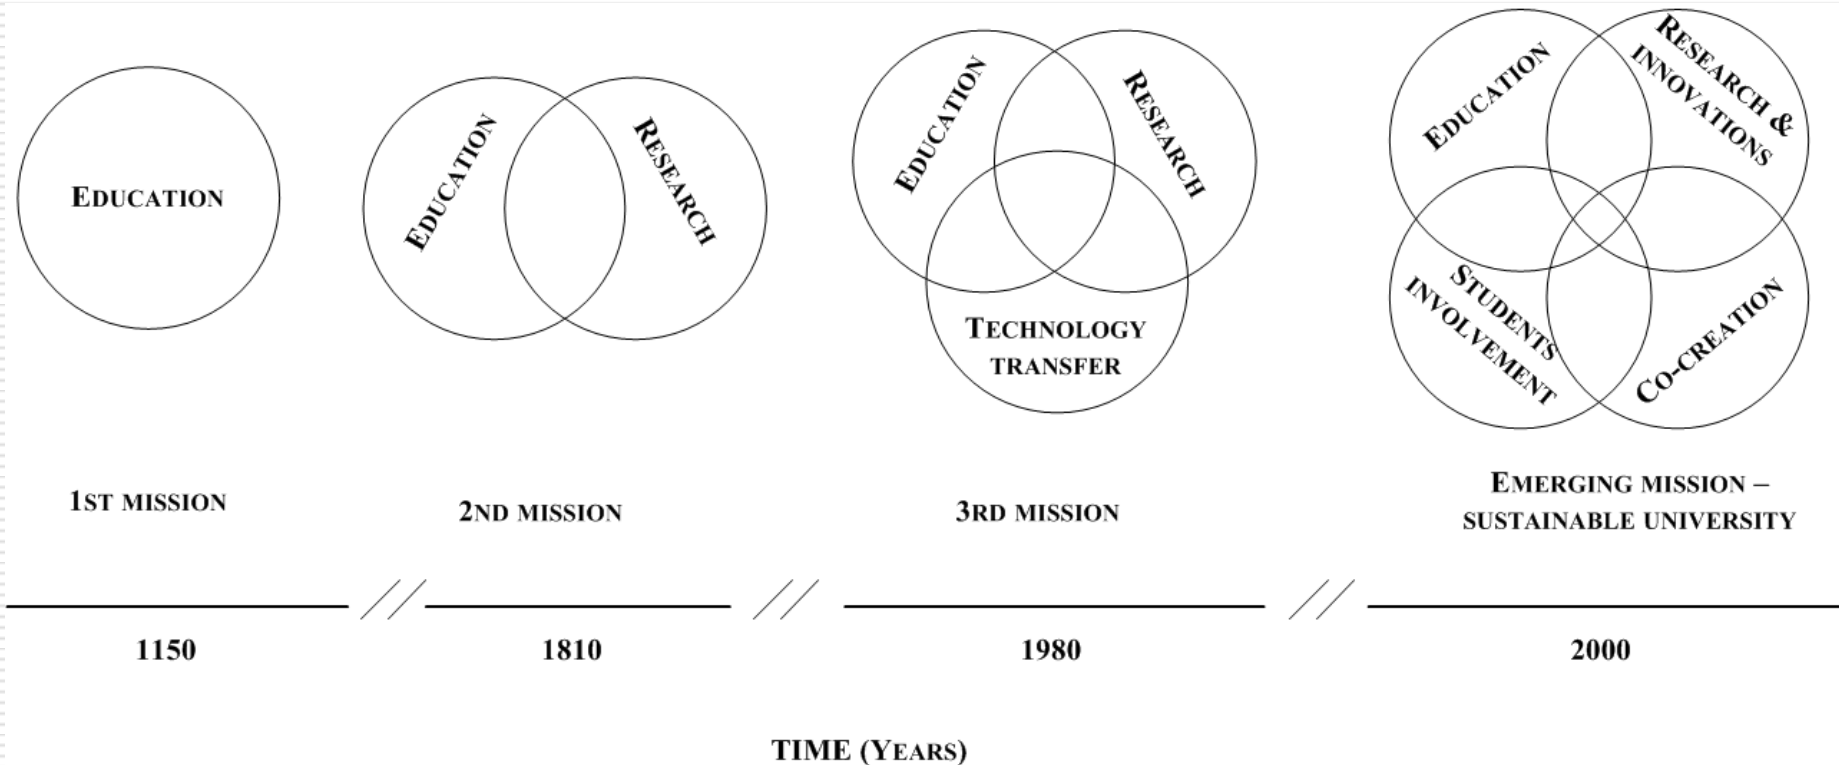 EDUCATION
EDUCATION
RESEARCH
EDUCATION
RESEARCH
TECHNOLOGY
TRANSFER
EDUCATION
RESEARCH &
INNOVATIONS
STUDENTS
INVOLVEMENT
CO-CREATION
1ST MISSION
2ND MISSION
3RD MISSION
EMERGING MISSION –
SUSTAINABLE UNIVERSITY
1150
1810
1980
2000
TIME (YEARS)